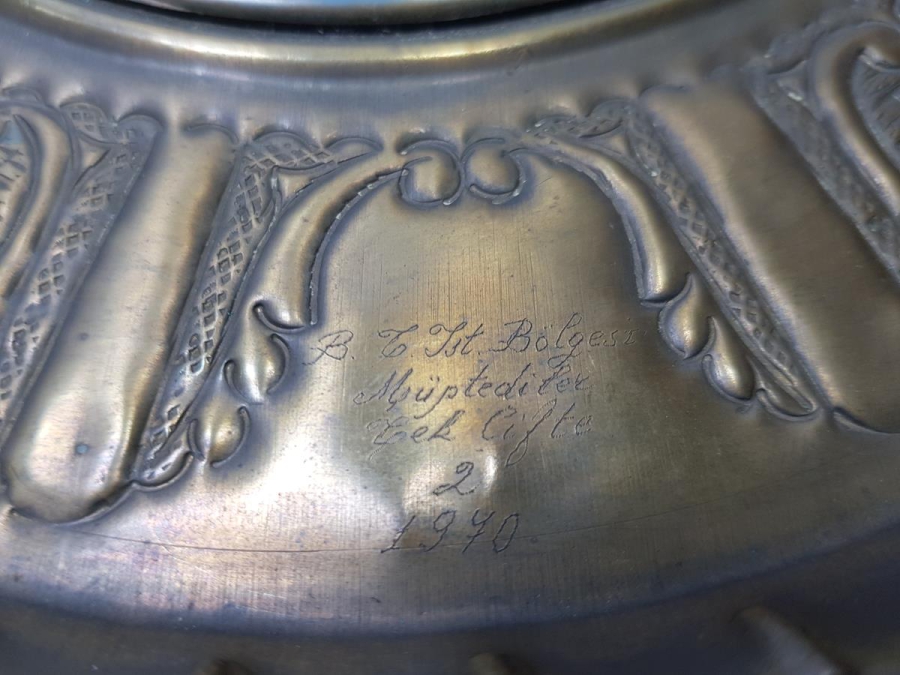 B. T. İst. Bölgesi
Müptediler
Tek Çifte
2
1970